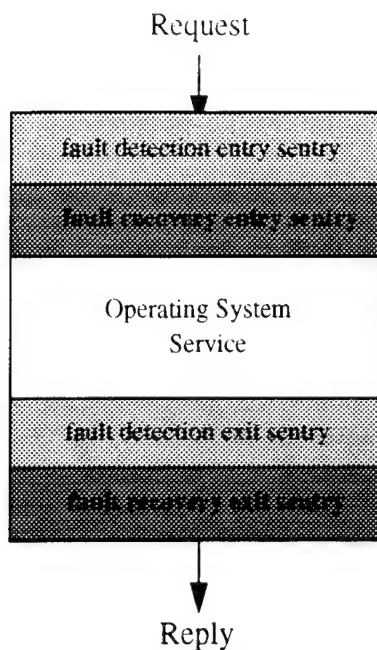 Request
fault detection entry sentry
fault recovery entry sentry
Operating System
Service
fault detection exit sentry
fault recovery exit sentry
Reply